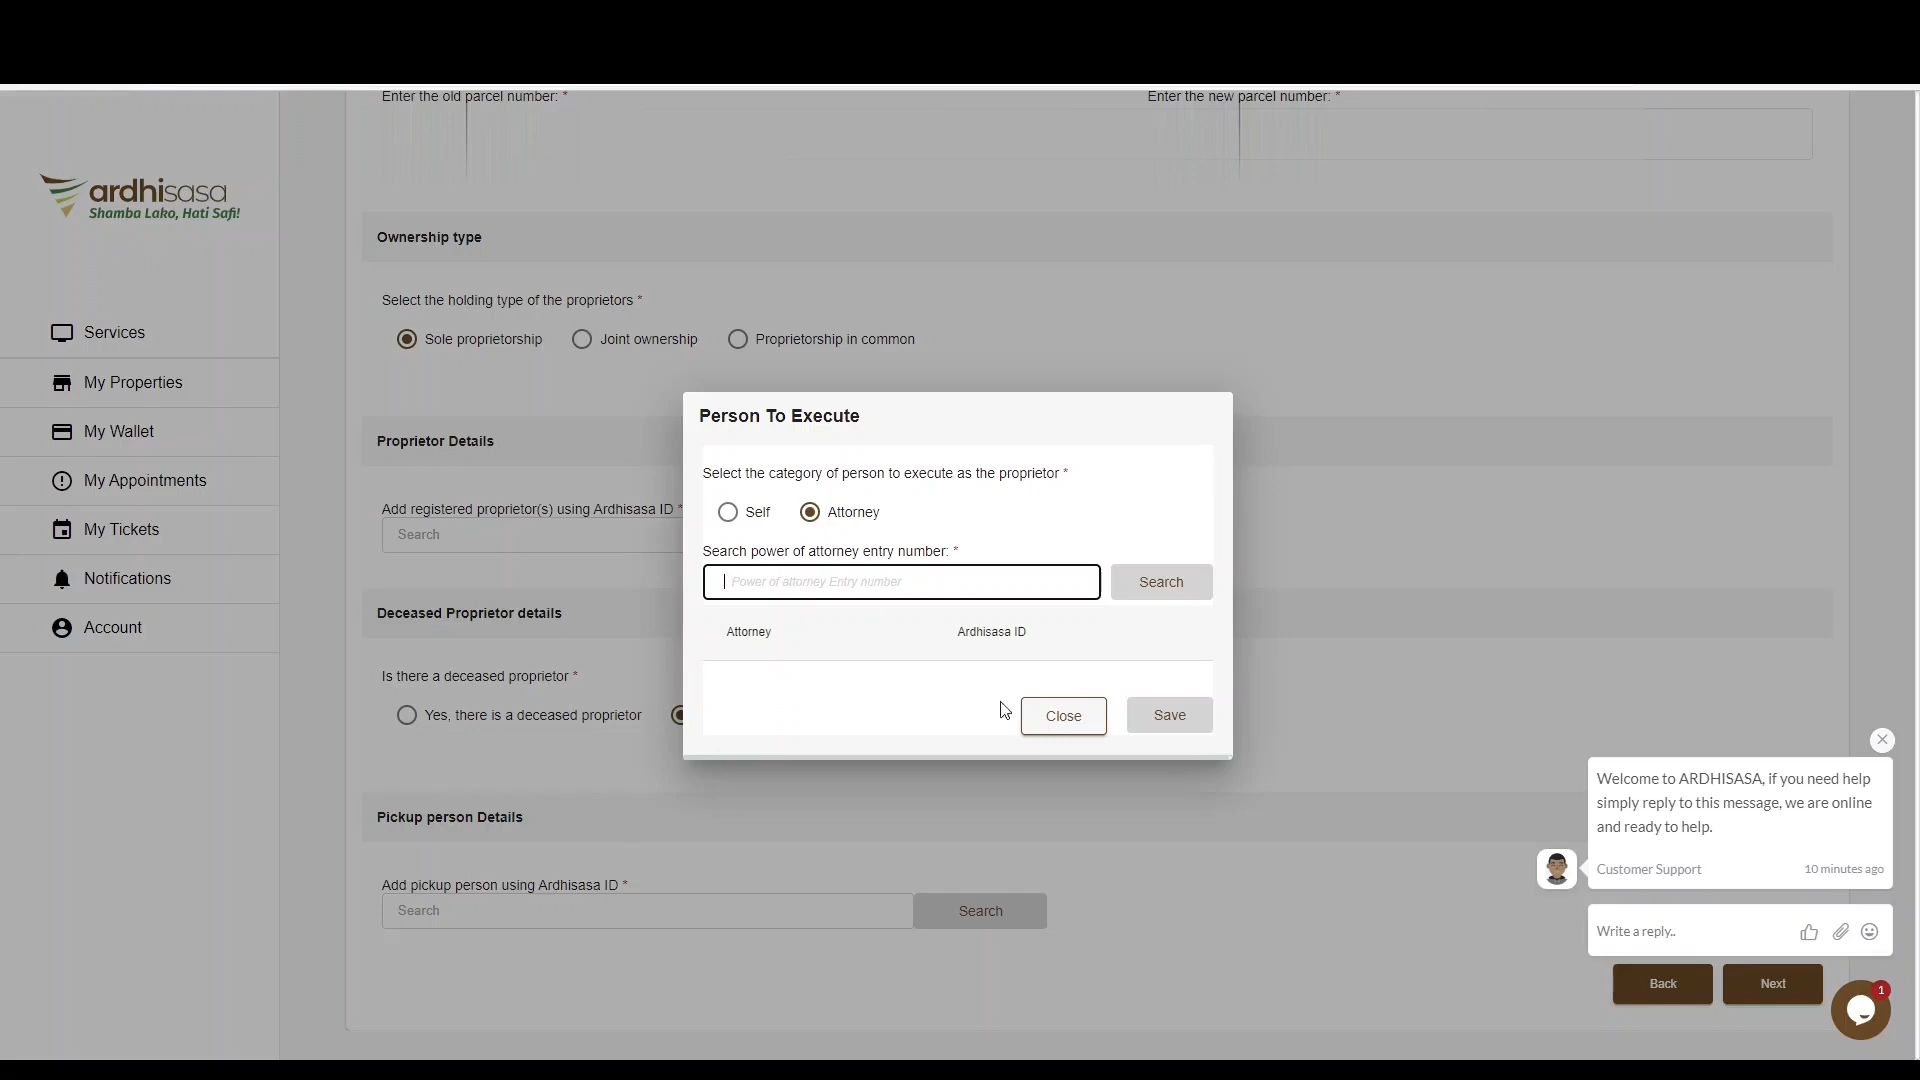 Enter the old parcel number: *
Enter the new parcel number: *
ardhisasa
Shamba Lako, Hati Safi!
Services
My Properties
My Wallet
My Appointments
My Tickets
Notifications
Account
Ownership type
Select the holding type of the proprietors *
Sole proprietorship
Joint ownership
Proprietorship in common
Proprietor Details
Add registered proprietor(s) using Ardhisasa ID *
Search
Deceased Proprietor details
Is there a deceased proprietor *
Yes, there is a deceased proprietor
Pickup person Details
Add pickup person using Ardhisasa ID *
Search
Search
Person To Execute
Select the category of person to execute as the proprietor *
Self
Attorney
Search power of attorney entry number: *
Power of attorney Entry number
Search
Attorney
Ardhisasa ID
Close
Save
Welcome to ARDHISASA, if you need help
simply reply to this message, we are online
and ready to help.
Customer Support
10 minutes ago
Write a reply..
Back
Next
1